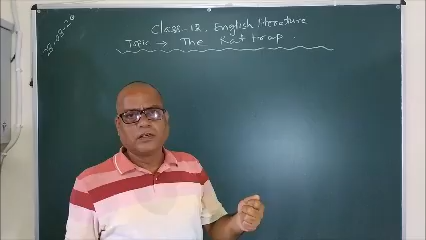 25-03-20
Class-12, English literature
Topic → The Rat trap.